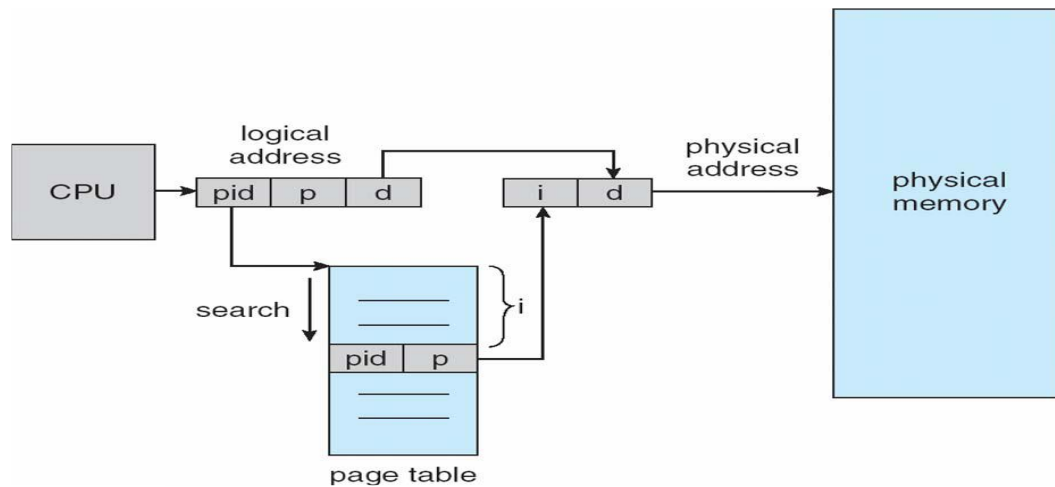 logical
address
CPU
pid p d
i d
physical
address
physical
memory
search
i
pid p
page table